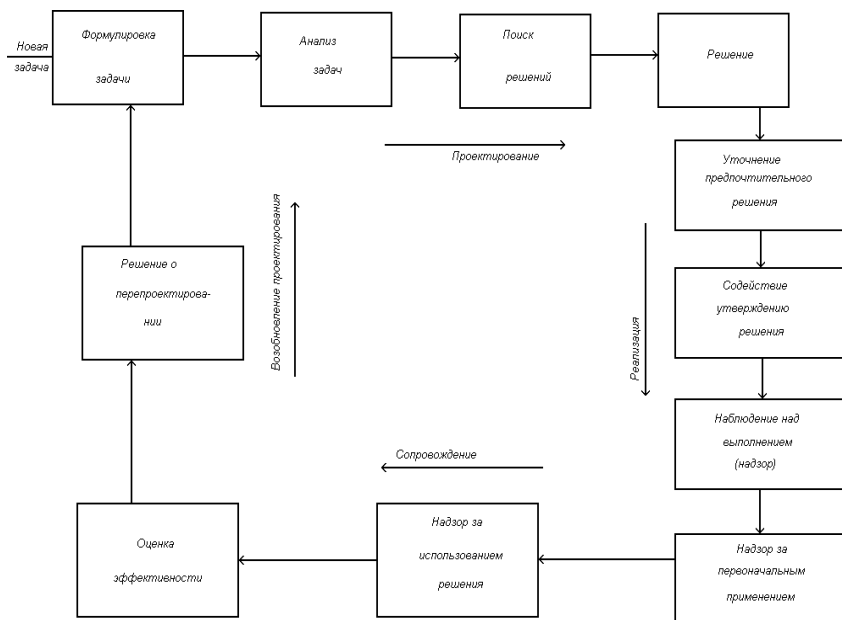 Новая
задача
Формулировка
задачи
Анализ
задач
Поиск
решений
Решение
Проектирование
Уточнение
предпочтительного
решения
Возобновление проектирования
Решение о
перепроектирова-
нии
Реализация
Содействие
утверждению
решения
Наблюдение над
выполнением
(надзор)
Сопровождение
Оценка
эффективности
Надзор за
использованием
решения
Надзор за
первоначальным
применением